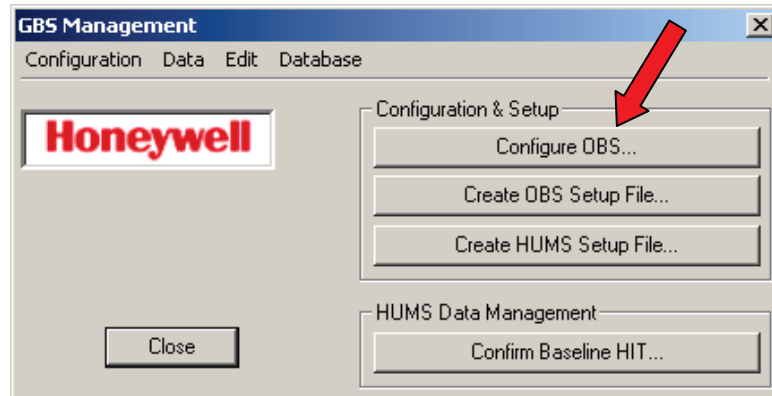 GBS Management
Configuration Data Edit Database
Honeywell
Configuration & Setup
Configure OBS...
Create OBS Setup File...
Create HUMS Setup File...
HUMS Data Management
Confirm Baseline HIT...
Close